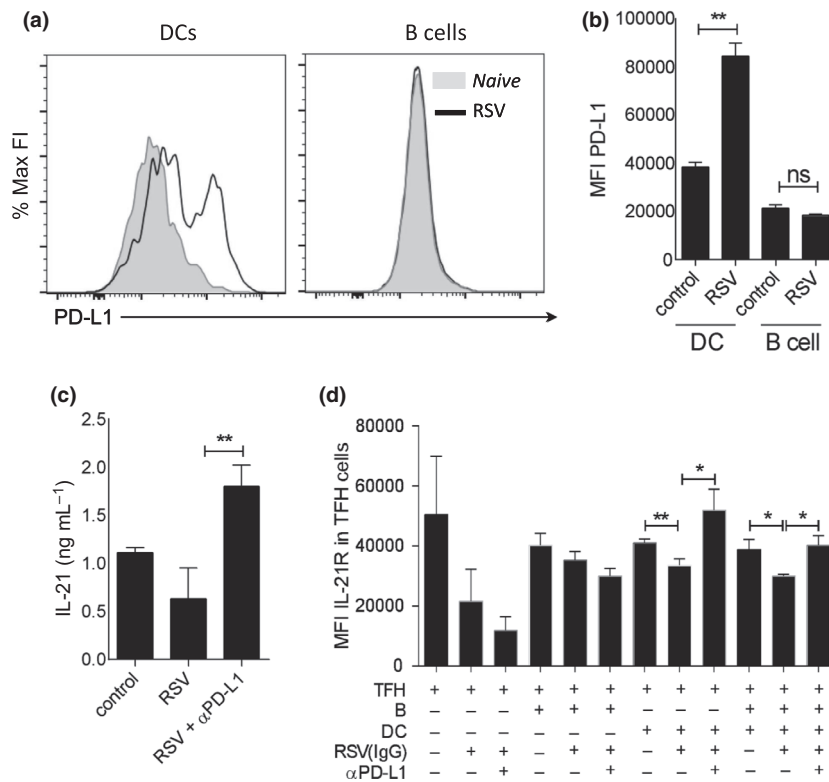 (a)
DCs
B cells
Naive
RSV
% Max FI
PD-L1
(b)
MFI PD-L1
100000
80000
60000
40000
20000
0
**
ns
control
RSV
control
RSV
DC
B cell
(c)
IL-21 (ng mL−1)
2.5
2.0
1.5
1.0
0.5
0.0
**
control
RSV
RSV + αPD-L1
(d)
MFI IL-21R in TFH cells
80000
60000
40000
20000
0
**
*
*
*
TFH + + + + + + + + + + + +
B − − − + + + − − − + + +
DC − − − − − − + + + + + +
RSV(IgG) − + + − + + − + + − + +
αPD-L1 − − + − − + − − + − − +